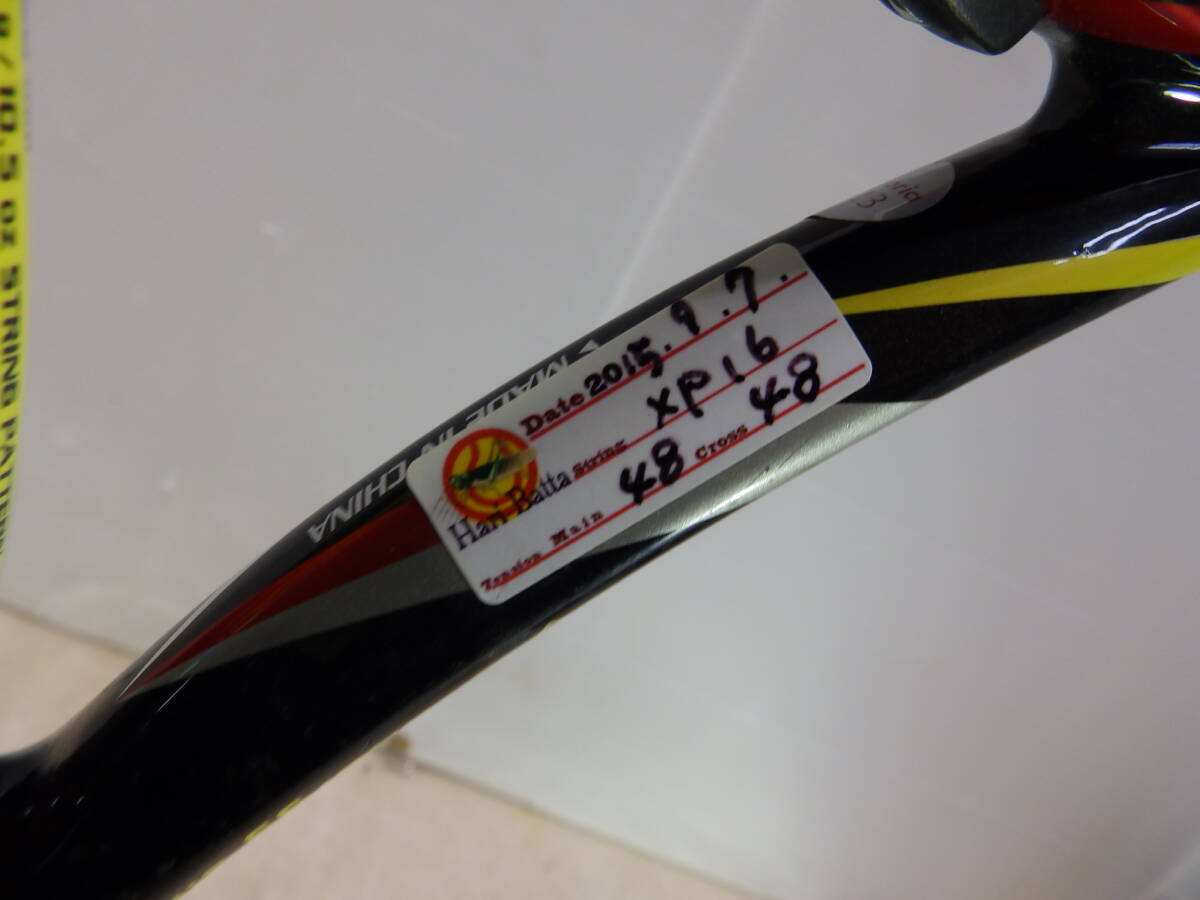 10.5 oz STRING PATTERN
MADE IN CHINA
Date 2015. 9. 7.
String XP16
Hari Batta
Tension Main 48 Cross 48
3